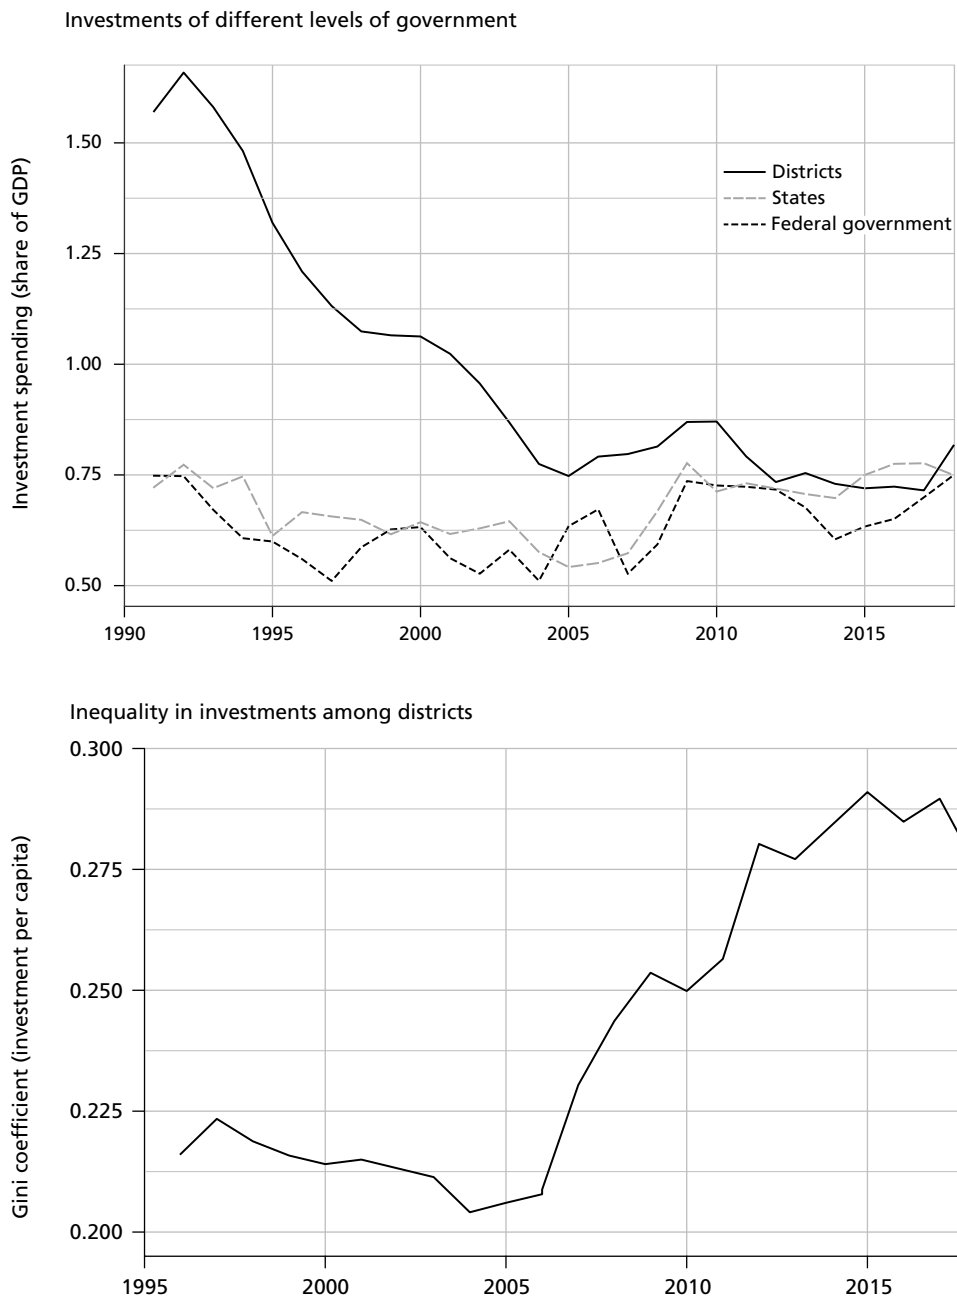 Investments of different levels of government
Investment spending (share of GDP)
1.50
1.25
1.00
0.75
0.50
Districts
States
Federal government
1990 1995 2000 2005 2010 2015
Inequality in investments among districts
Gini coefficient (investment per capita)
0.300
0.275
0.250
0.225
0.200
1995 2000 2005 2010 2015